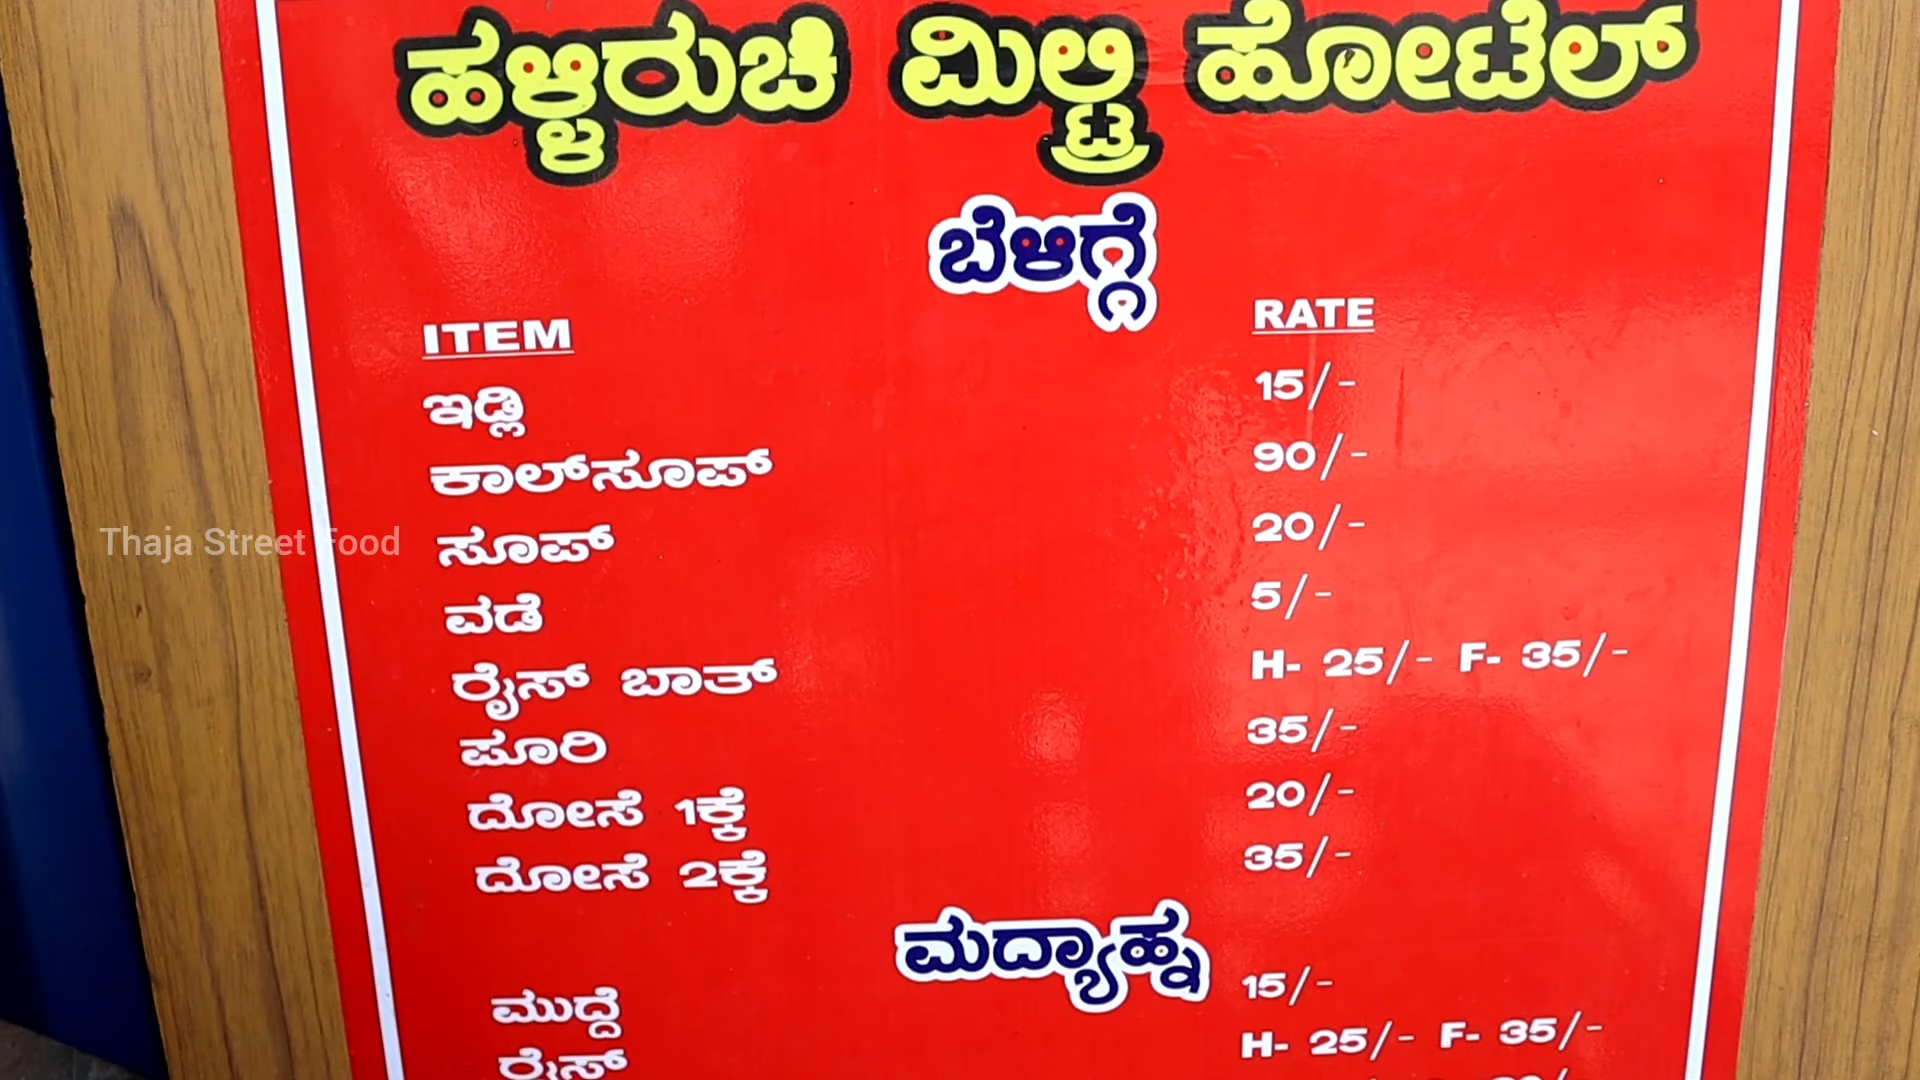 ಹಳ್ಳಿರುಚಿ ಮಿಲ್ಟ್ರಿ ಹೋಟೆಲ್
ಬೆಳಿಗ್ಗೆ
ITEM RATE
ಇಡ್ಲಿ 15/-
ಕಾಲ್‌ಸೂಪ್ 90/-
ಸೂಪ್ 20/-
ವಡೆ 5/-
ರೈಸ್ ಬಾತ್ H- 25/- F- 35/-
ಪೂರಿ 35/-
ದೋಸೆ 1ಕ್ಕೆ 20/-
ದೋಸೆ 2ಕ್ಕೆ 35/-
ಮದ್ಯಾಹ್ನ
ಮುದ್ದೆ 15/-
ರೈಸ್ H- 25/- F- 35/-
Thaja Street Food